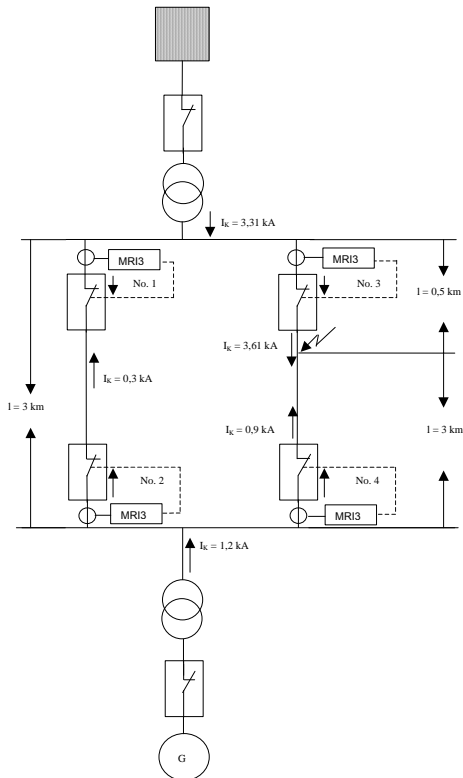 I_K = 3,31 kA
MRI3
MRI3
No. 1
No. 3
l = 0,5 km
I_K = 3,61 kA
I_K = 0,3 kA
l = 3 km
I_K = 0,9 kA
l = 3 km
No. 2
No. 4
MRI3
MRI3
I_K = 1,2 kA
G